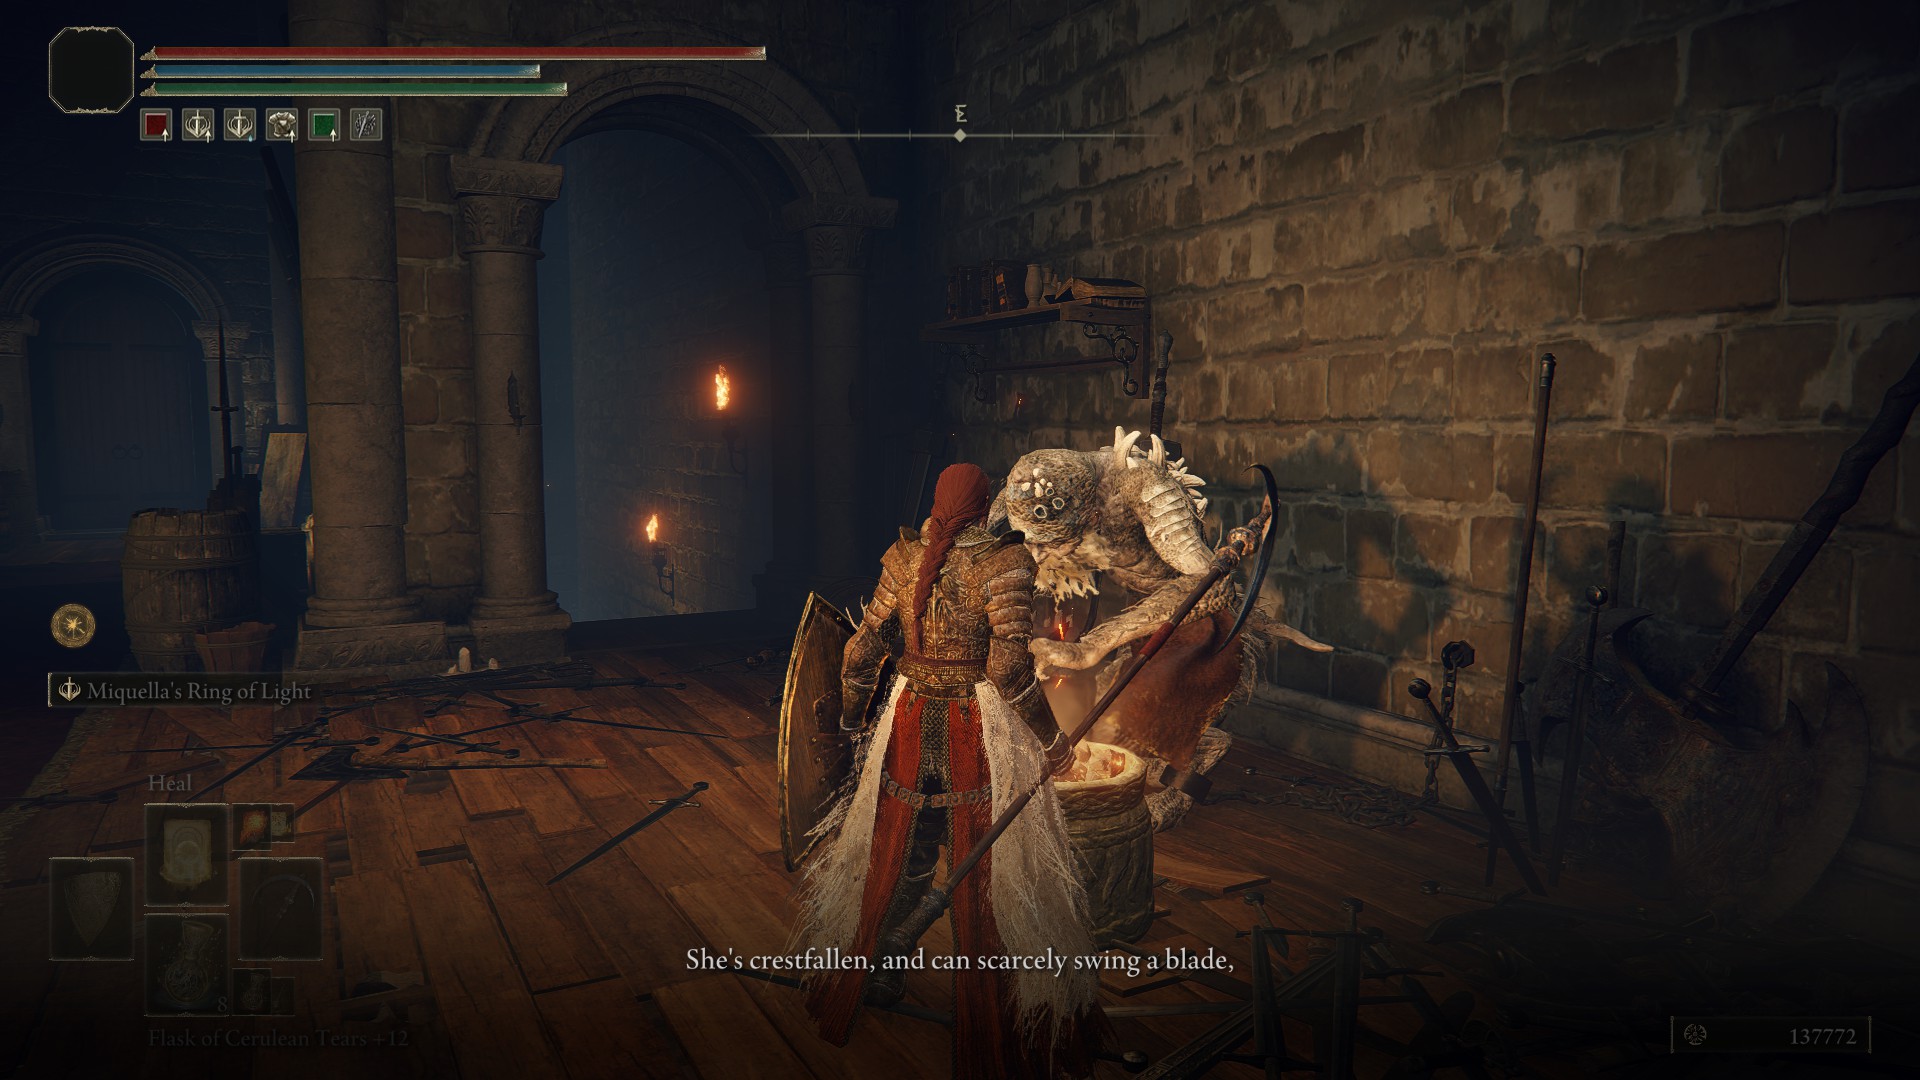 Σ
Miquella's Ring of Light
Heal
8
Flask of Cerulean Tears +12
She's crestfallen, and can scarcely swing a blade,
137772